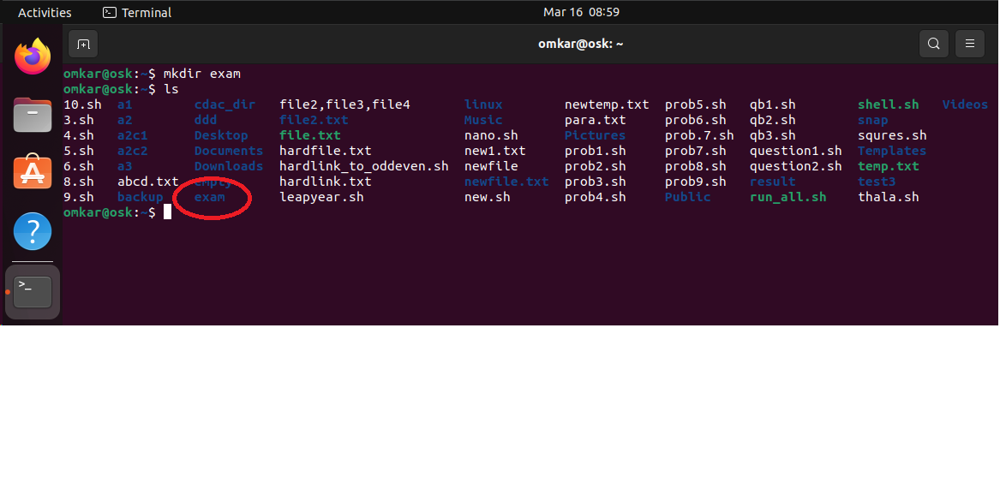 Activities Terminal Mar 16 08:59
omkar@osk: ~
omkar@osk:~$ mkdir exam
omkar@osk:~$ ls
10.sh a1 cdac_dir file2,file3,file4 linux newtemp.txt prob5.sh qb1.sh shell.sh Videos
3.sh a2 ddd file2.txt Music para.txt prob6.sh qb2.sh snap
4.sh a2c1 Desktop file.txt nano.sh Pictures prob.7.sh qb3.sh squres.sh
5.sh a2c2 Documents hardfile.txt new1.txt prob1.sh prob7.sh question1.sh Templates
6.sh a3 Downloads hardlink_to_oddeven.sh newfile prob2.sh prob8.sh question2.sh temp.txt
8.sh abcd.txt empty hardlink.txt newfile.txt prob3.sh prob9.sh result test3
9.sh backup exam leapyear.sh new.sh prob4.sh Public run_all.sh thala.sh
omkar@osk:~$